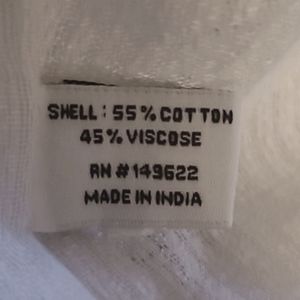 SHELL : 55% COTTON
45% VISCOSE
RN # 149622
MADE IN INDIA